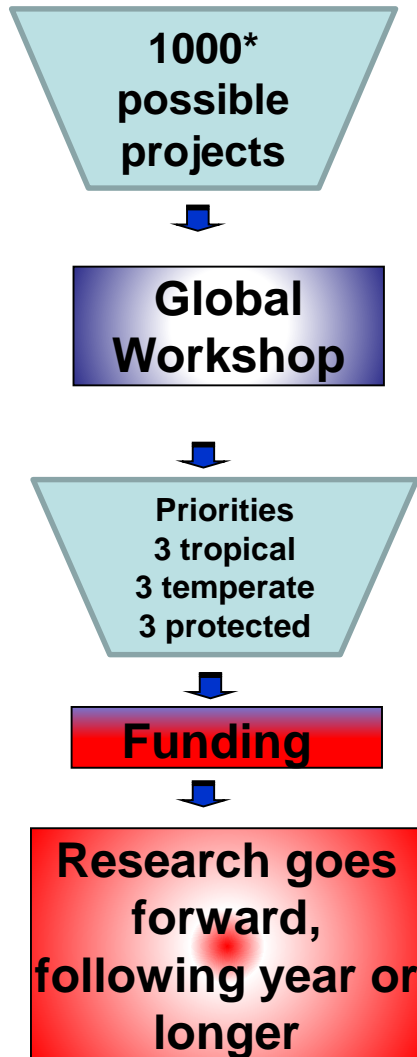 1000*
possible
projects
Global
Workshop
Priorities
3 tropical
3 temperate
3 protected
Funding
Research goes
forward,
following year or
longer